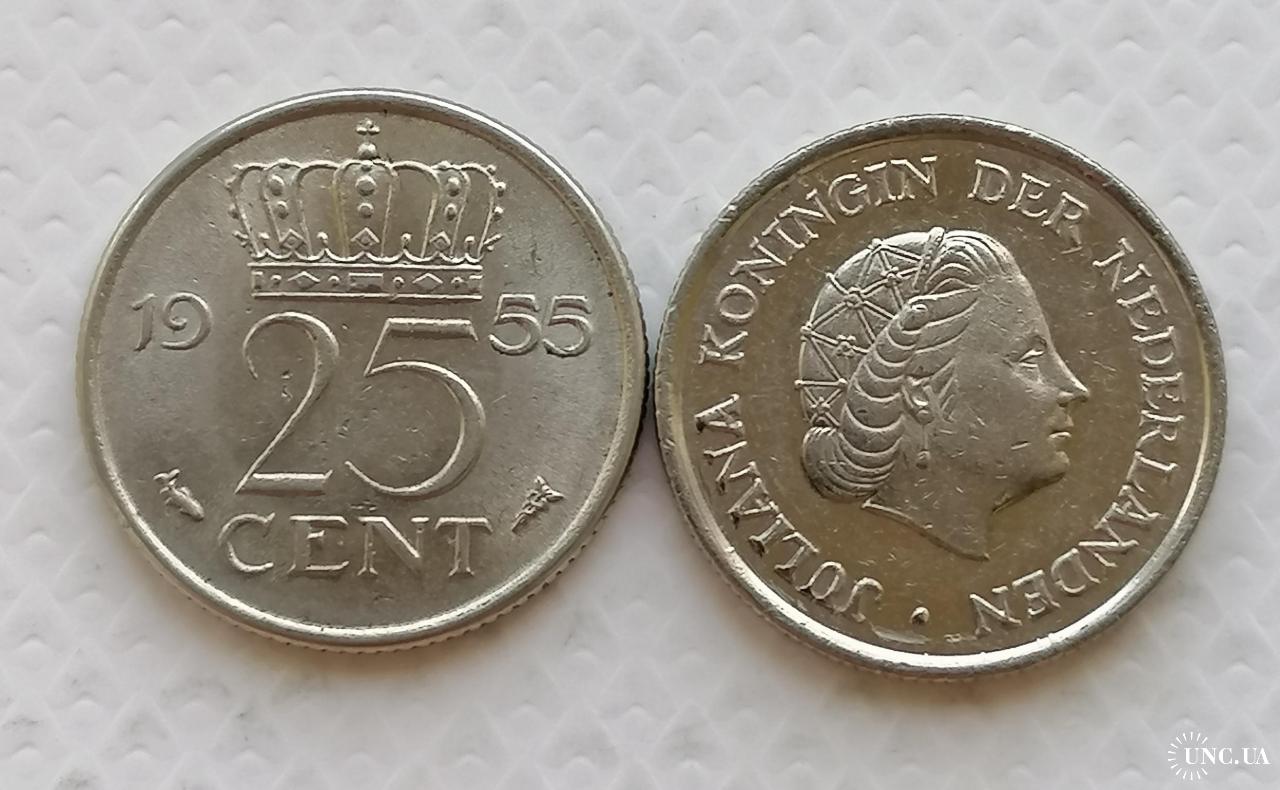 19 55
25
CENT
JULIANA KONINGIN DER NEDERLANDEN
UNC.UA